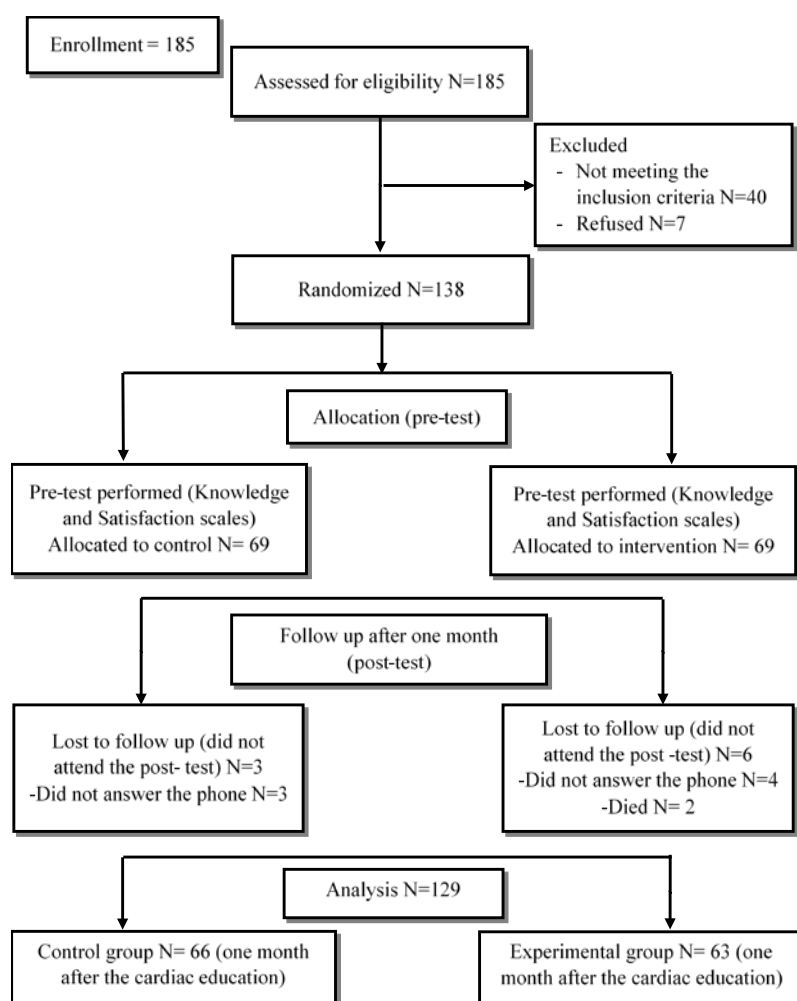 Enrollment = 185
Assessed for eligibility N=185
Excluded
- Not meeting the
inclusion criteria N=40
- Refused N=7
Randomized N=138
Allocation (pre-test)
Pre-test performed (Knowledge
and Satisfaction scales)
Allocated to control N= 69
Pre-test performed (Knowledge
and Satisfaction scales)
Allocated to intervention N= 69
Follow up after one month
(post-test)
Lost to follow up (did not
attend the post- test) N=3
-Did not answer the phone N=3
Lost to follow up (did not
attend the post -test) N=6
-Did not answer the phone N=4
-Died N= 2
Analysis N=129
Control group N= 66 (one month
after the cardiac education)
Experimental group N= 63 (one
month after the cardiac education)